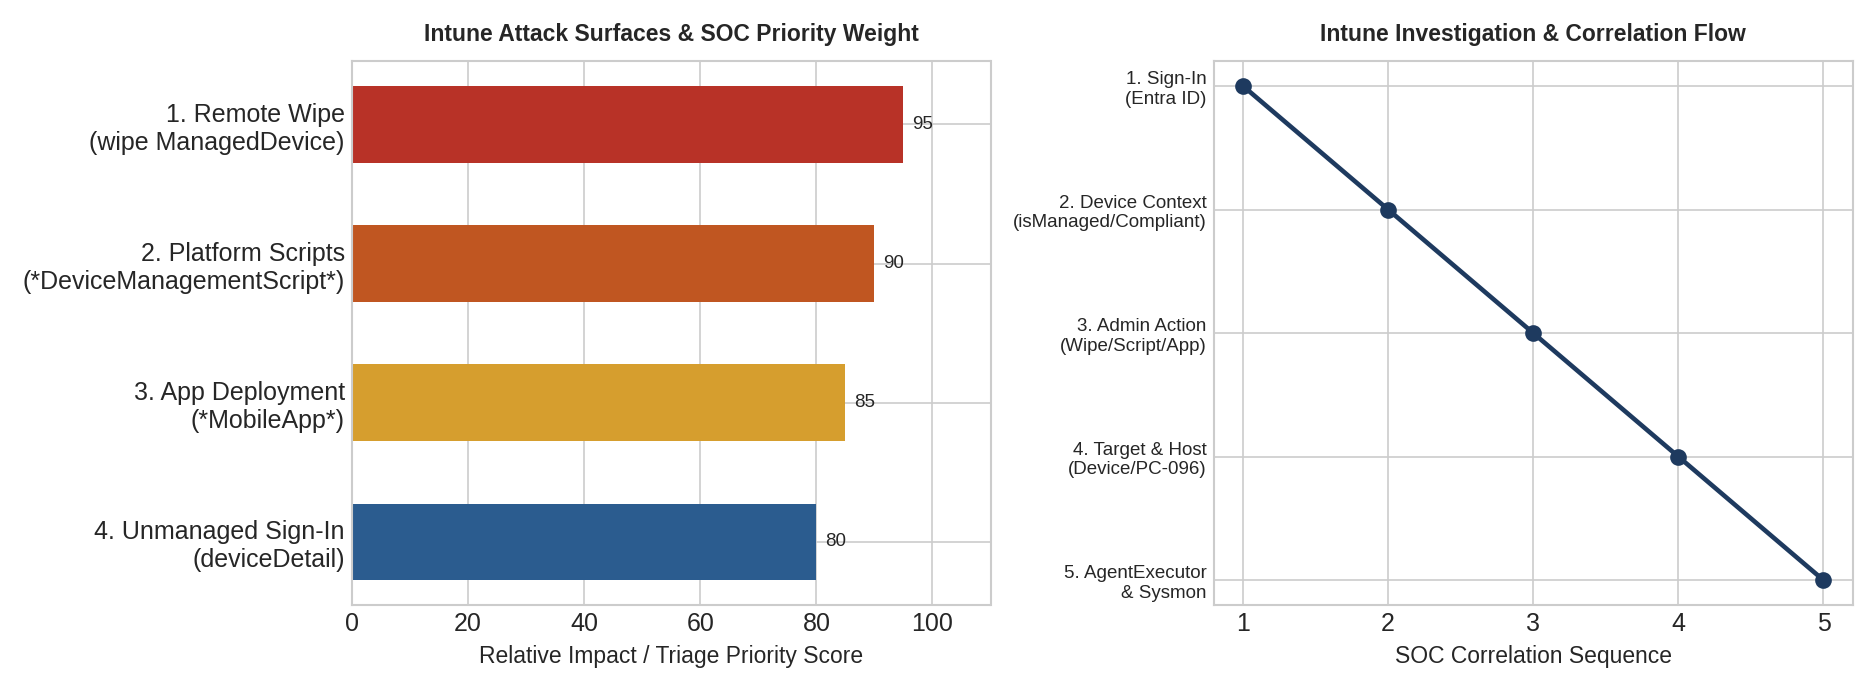 Intune Attack Surfaces & SOC Priority Weight
1. Remote Wipe
(wipe ManagedDevice)
95
2. Platform Scripts
(*DeviceManagementScript*)
90
3. App Deployment
(*MobileApp*)
85
4. Unmanaged Sign-In
(deviceDetail)
80
0 20 40 60 80 100
Relative Impact / Triage Priority Score
Intune Investigation & Correlation Flow
1. Sign-In
(Entra ID)
2. Device Context
(isManaged/Compliant)
3. Admin Action
(Wipe/Script/App)
4. Target & Host
(Device/PC-096)
5. AgentExecutor
& Sysmon
1 2 3 4 5
SOC Correlation Sequence